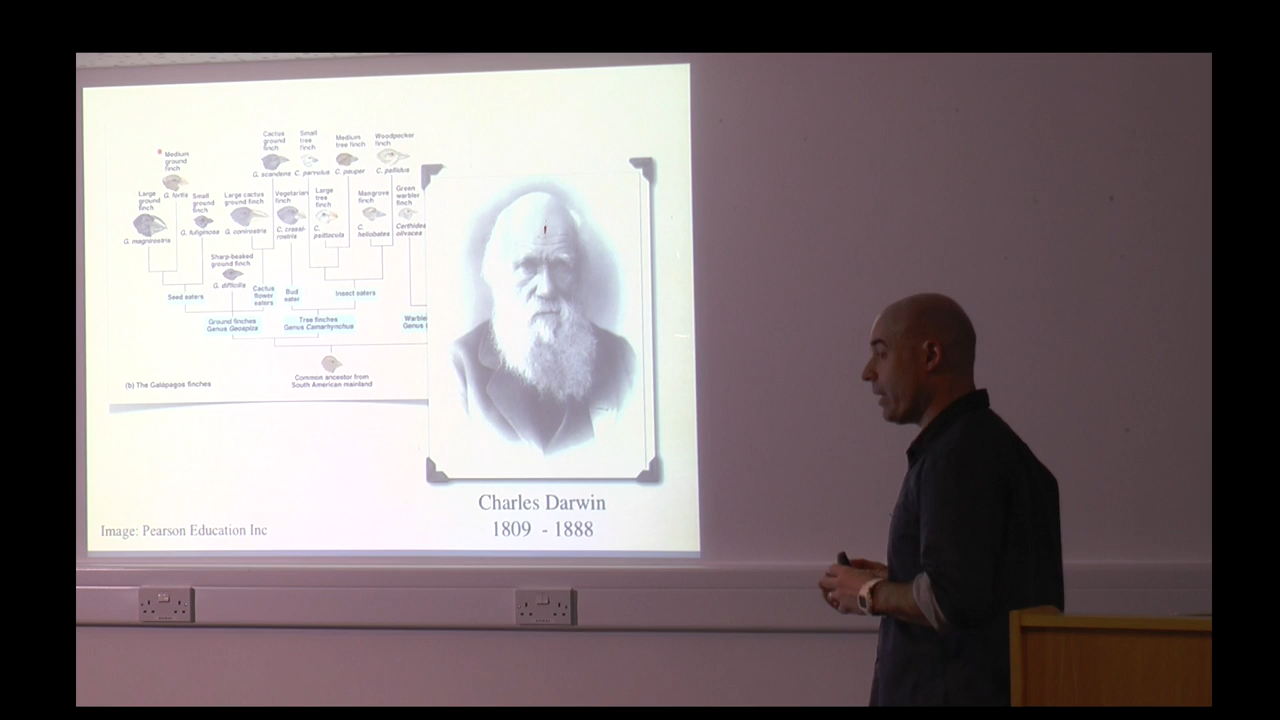 Cactus
ground
finch
G. scandens
Small
tree
finch
C. parvulus
Medium
tree finch
C. pauper
Woodpecker
finch
C. pallidus
Medium
ground
finch
G. fortis
Large
ground
finch
G. magnirostris
Small
ground
finch
G. fuliginosa
Large cactus
ground finch
G. conirostris
Vegetarian
finch
C. crassi-
rostris
Large
tree
finch
C.
psittacula
Mangrove
finch
C.
heliobates
Green
warbler
finch
Certhidea
olivacea
Sharp-beaked
ground finch
G. difficilis
Seed eaters
Cactus
flower
eaters
Bud
eater
Insect eaters
Ground finches
Genus Geospiza
Tree finches
Genus Camarhynchus
Warble
Genus
Common ancestor from
South American mainland
(b) The Galápagos finches
Charles Darwin
1809 - 1888
Image: Pearson Education Inc